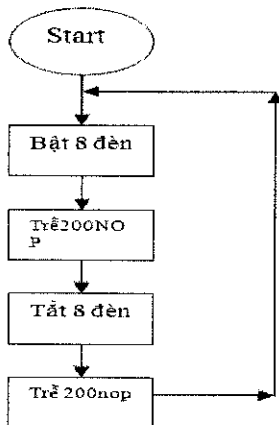 Start
Bật 8 đèn
Trễ200NO
P
Tắt 8 đèn
Trễ 200nop